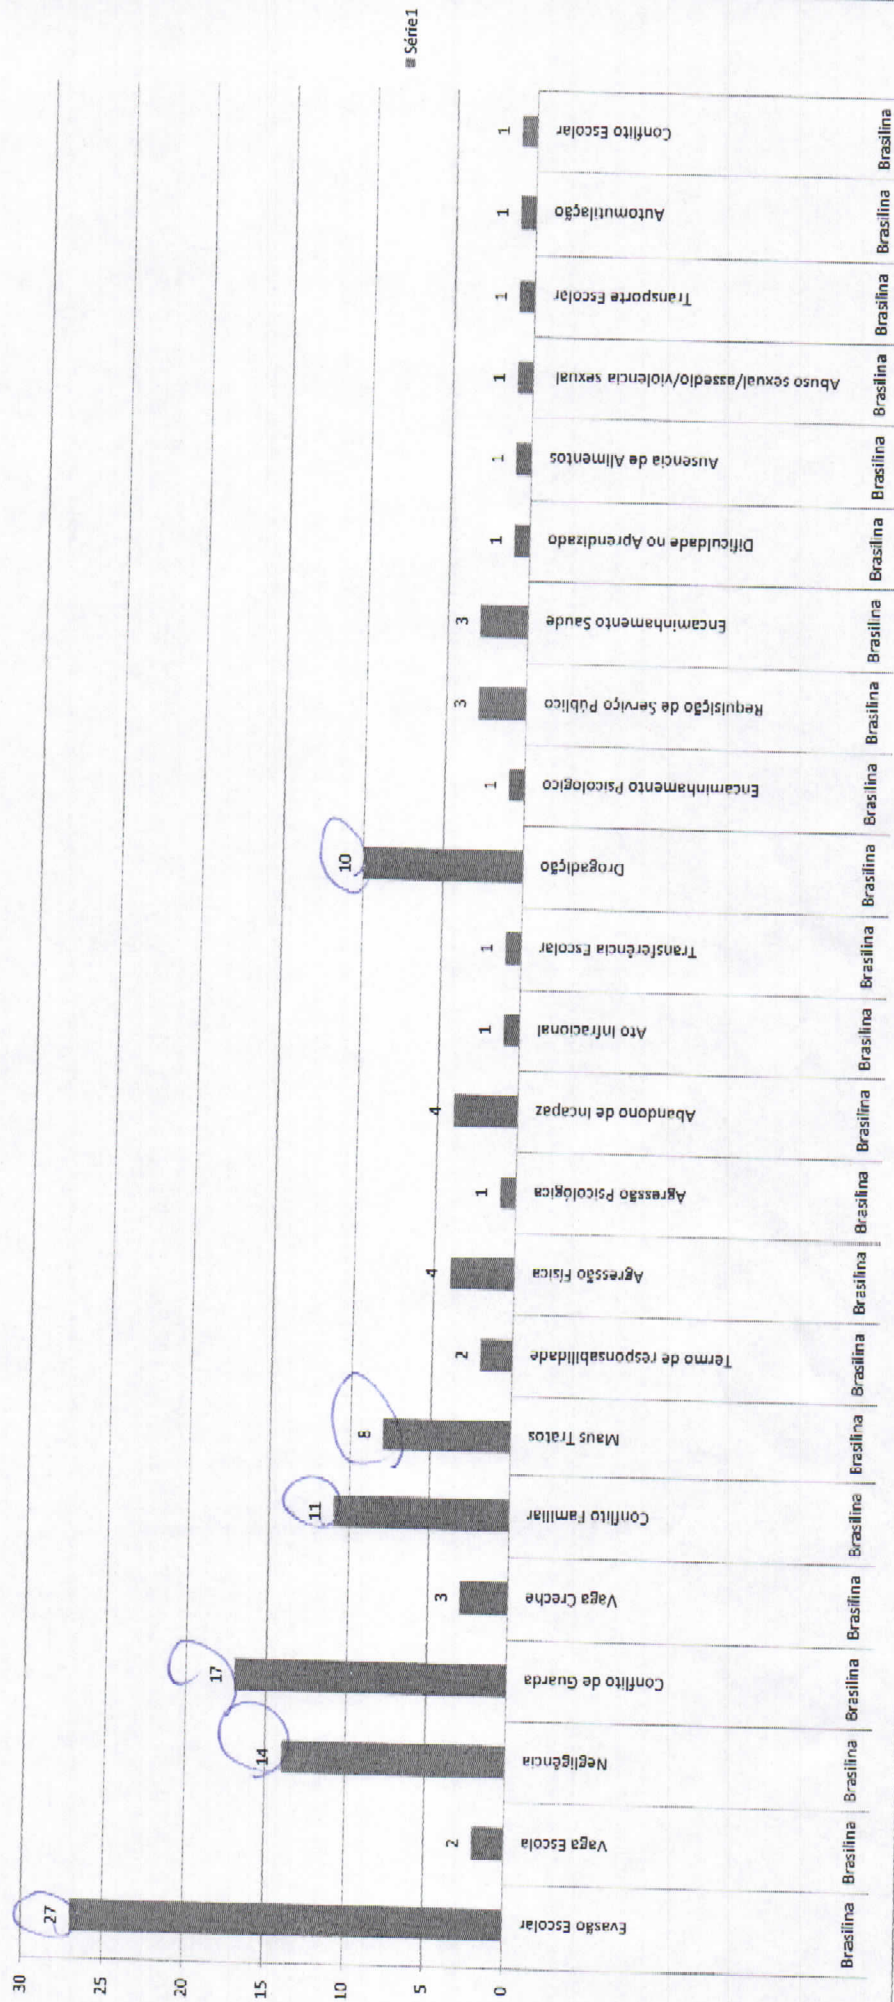 30
25
20
15
10
5
0
27
2
14
17
3
11
8
2
4
1
4
1
1
10
1
3
3
1
1
1
1
1
1
Evasão Escolar
Vaga Escola
Negligência
Conflito de Guarda
Vaga Creche
Conflito Familiar
Maus Tratos
Termo de responsabilidade
Agressão Física
Agressão Psicológica
Abandono de Incapaz
Ato Infracional
Transferência Escolar
Drogadição
Encaminhamento Psicologico
Requisição de Serviço Público
Encaminhamento Saude
Dificuldade no Aprendizado
Ausencia de Alimentos
Abuso sexual/assedio/violencia sexual
Transporte Escolar
Automutilação
Conflito Escolar
Brasilina Brasilina Brasilina Brasilina Brasilina Brasilina Brasilina Brasilina Brasilina Brasilina Brasilina Brasilina Brasilina Brasilina Brasilina Brasilina Brasilina Brasilina Brasilina Brasilina Brasilina Brasilina Brasilina
Série1